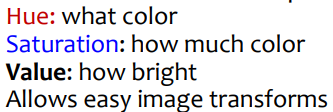 Hue: what color
Saturation: how much color
Value: how bright
Allows easy image transforms